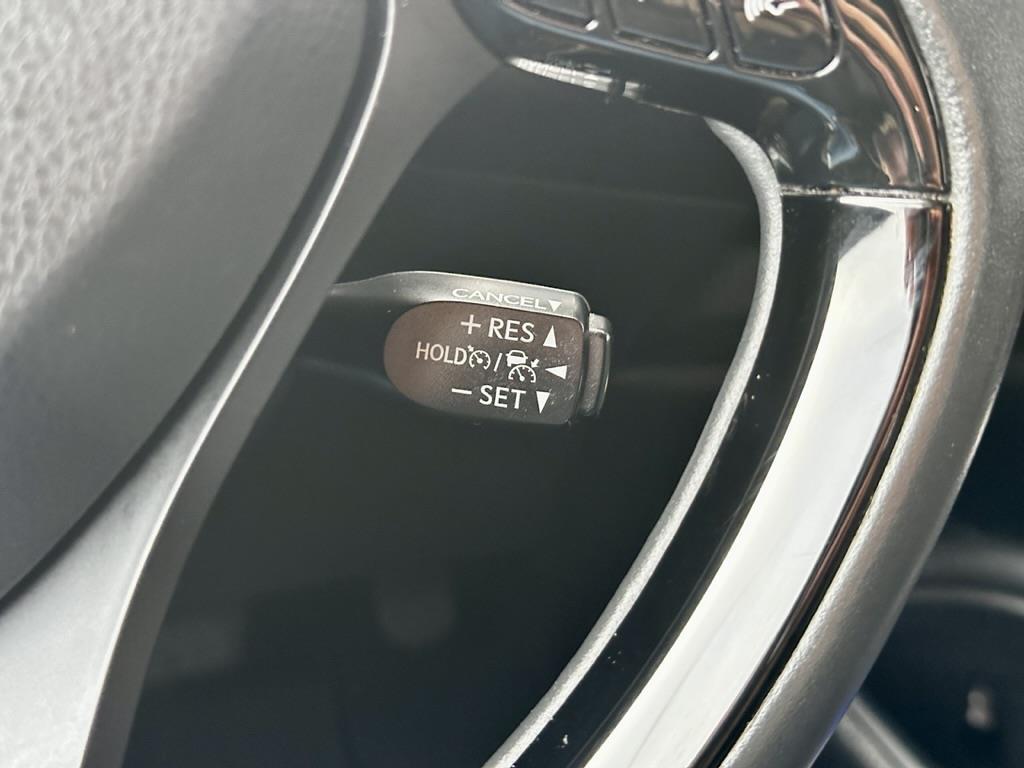 CANCEL▼
+ RES ▲
HOLD / ◄
− SET ▼